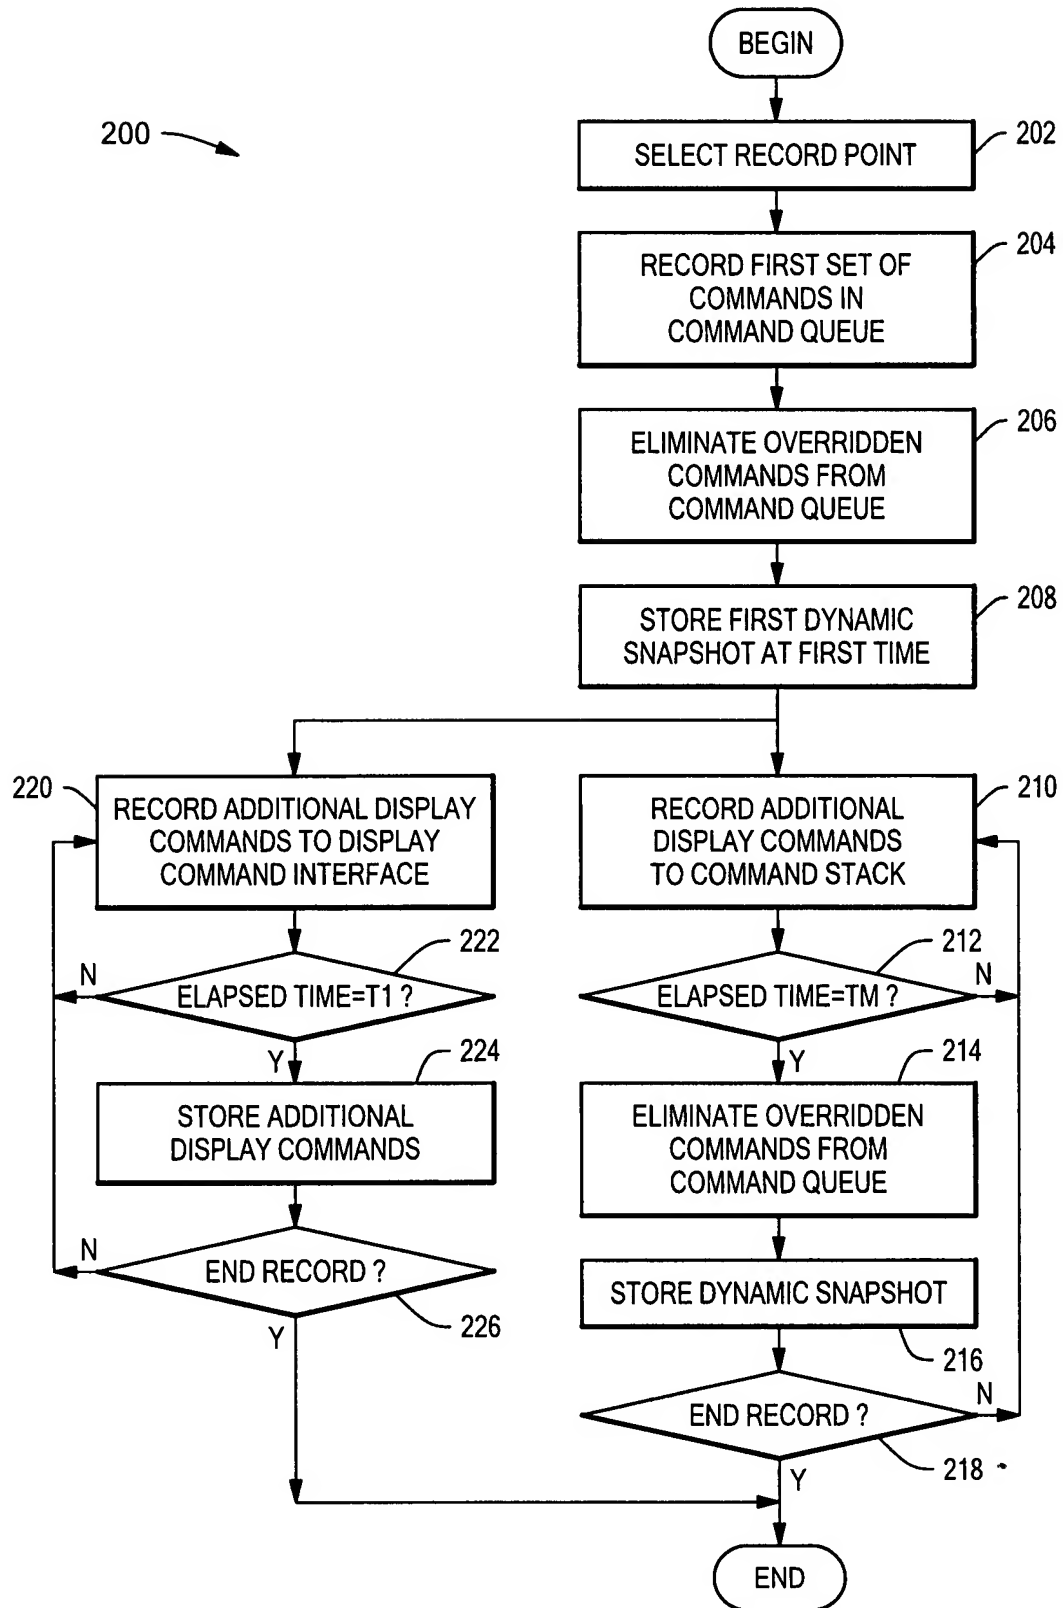 BEGIN
200
202
SELECT RECORD POINT
204
RECORD FIRST SET OF
COMMANDS IN
COMMAND QUEUE
206
ELIMINATE OVERRIDDEN
COMMANDS FROM
COMMAND QUEUE
208
STORE FIRST DYNAMIC
SNAPSHOT AT FIRST TIME
220
RECORD ADDITIONAL DISPLAY
COMMANDS TO DISPLAY
COMMAND INTERFACE
222
N
ELAPSED TIME=T1 ?
Y
224
STORE ADDITIONAL
DISPLAY COMMANDS
N
END RECORD ?
Y
226
210
RECORD ADDITIONAL
DISPLAY COMMANDS
TO COMMAND STACK
212
ELAPSED TIME=TM ?
N
Y
214
ELIMINATE OVERRIDDEN
COMMANDS FROM
COMMAND QUEUE
STORE DYNAMIC SNAPSHOT
216
END RECORD ?
N
218
Y
END